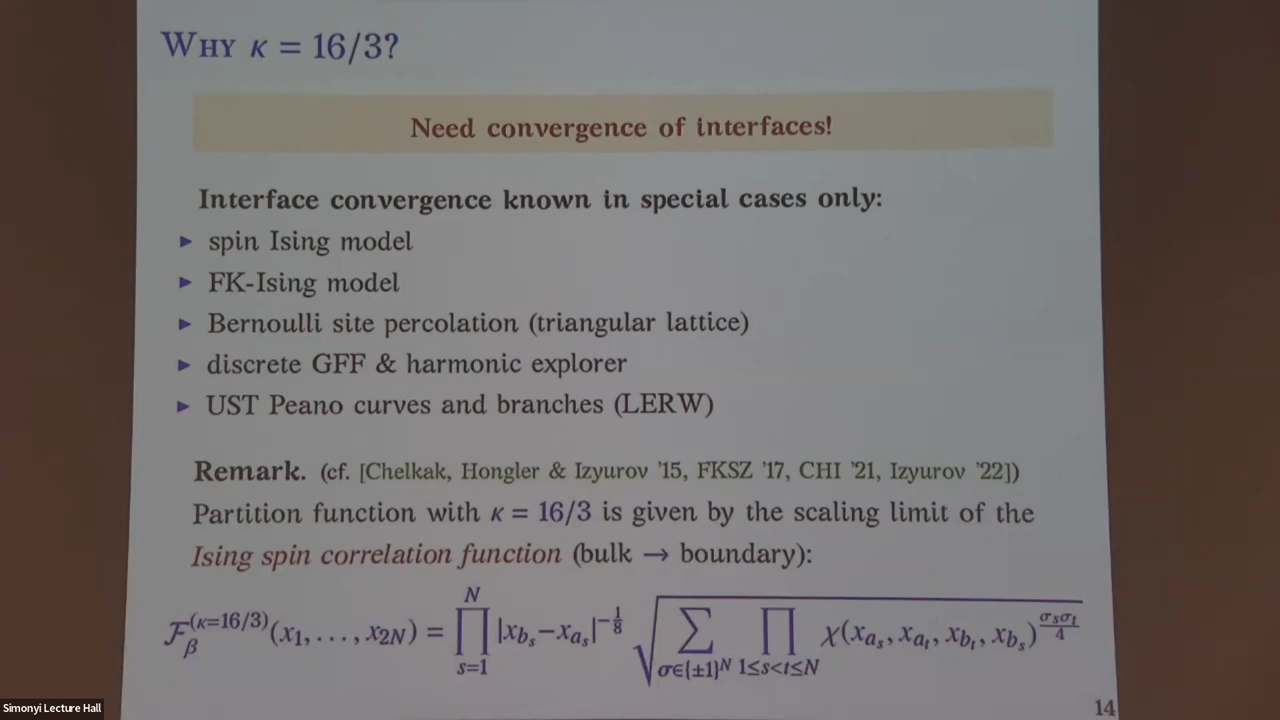 WHY κ = 16/3?
Need convergence of interfaces!
Interface convergence known in special cases only:
▸ spin Ising model
▸ FK-Ising model
▸ Bernoulli site percolation (triangular lattice)
▸ discrete GFF & harmonic explorer
▸ UST Peano curves and branches (LERW)
Remark. (cf. [Chelkak, Hongler & Izyurov '15, FKSZ '17, CHI '21, Izyurov '22])
Partition function with κ = 16/3 is given by the scaling limit of the
Ising spin correlation function (bulk → boundary):
ℱ_β^{(κ=16/3)}(x_1, …, x_{2N}) = ∏_{s=1}^{N} |x_{b_s} − x_{a_s}|^{−1/8} √(∑_{σ∈{±1}^N} ∏_{1≤s<t≤N} χ(x_{a_s}, x_{a_t}, x_{b_t}, x_{b_s})^{σ_sσ_t/4})
14
Simonyi Lecture Hall